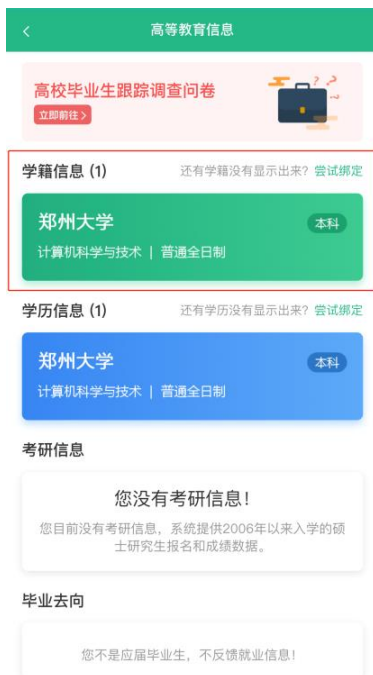 高等教育信息
高校毕业生跟踪调查问卷
立即前往>
学籍信息 (1) 还有学籍没有显示出来？尝试绑定
郑州大学 本科
计算机科学与技术 | 普通全日制
学历信息 (1) 还有学历没有显示出来？尝试绑定
郑州大学 本科
计算机科学与技术 | 普通全日制
考研信息
您没有考研信息！
您目前没有考研信息，系统提供2006年以来入学的硕
士研究生报名和成绩数据。
毕业去向
您不是应届毕业生，不反馈就业信息！